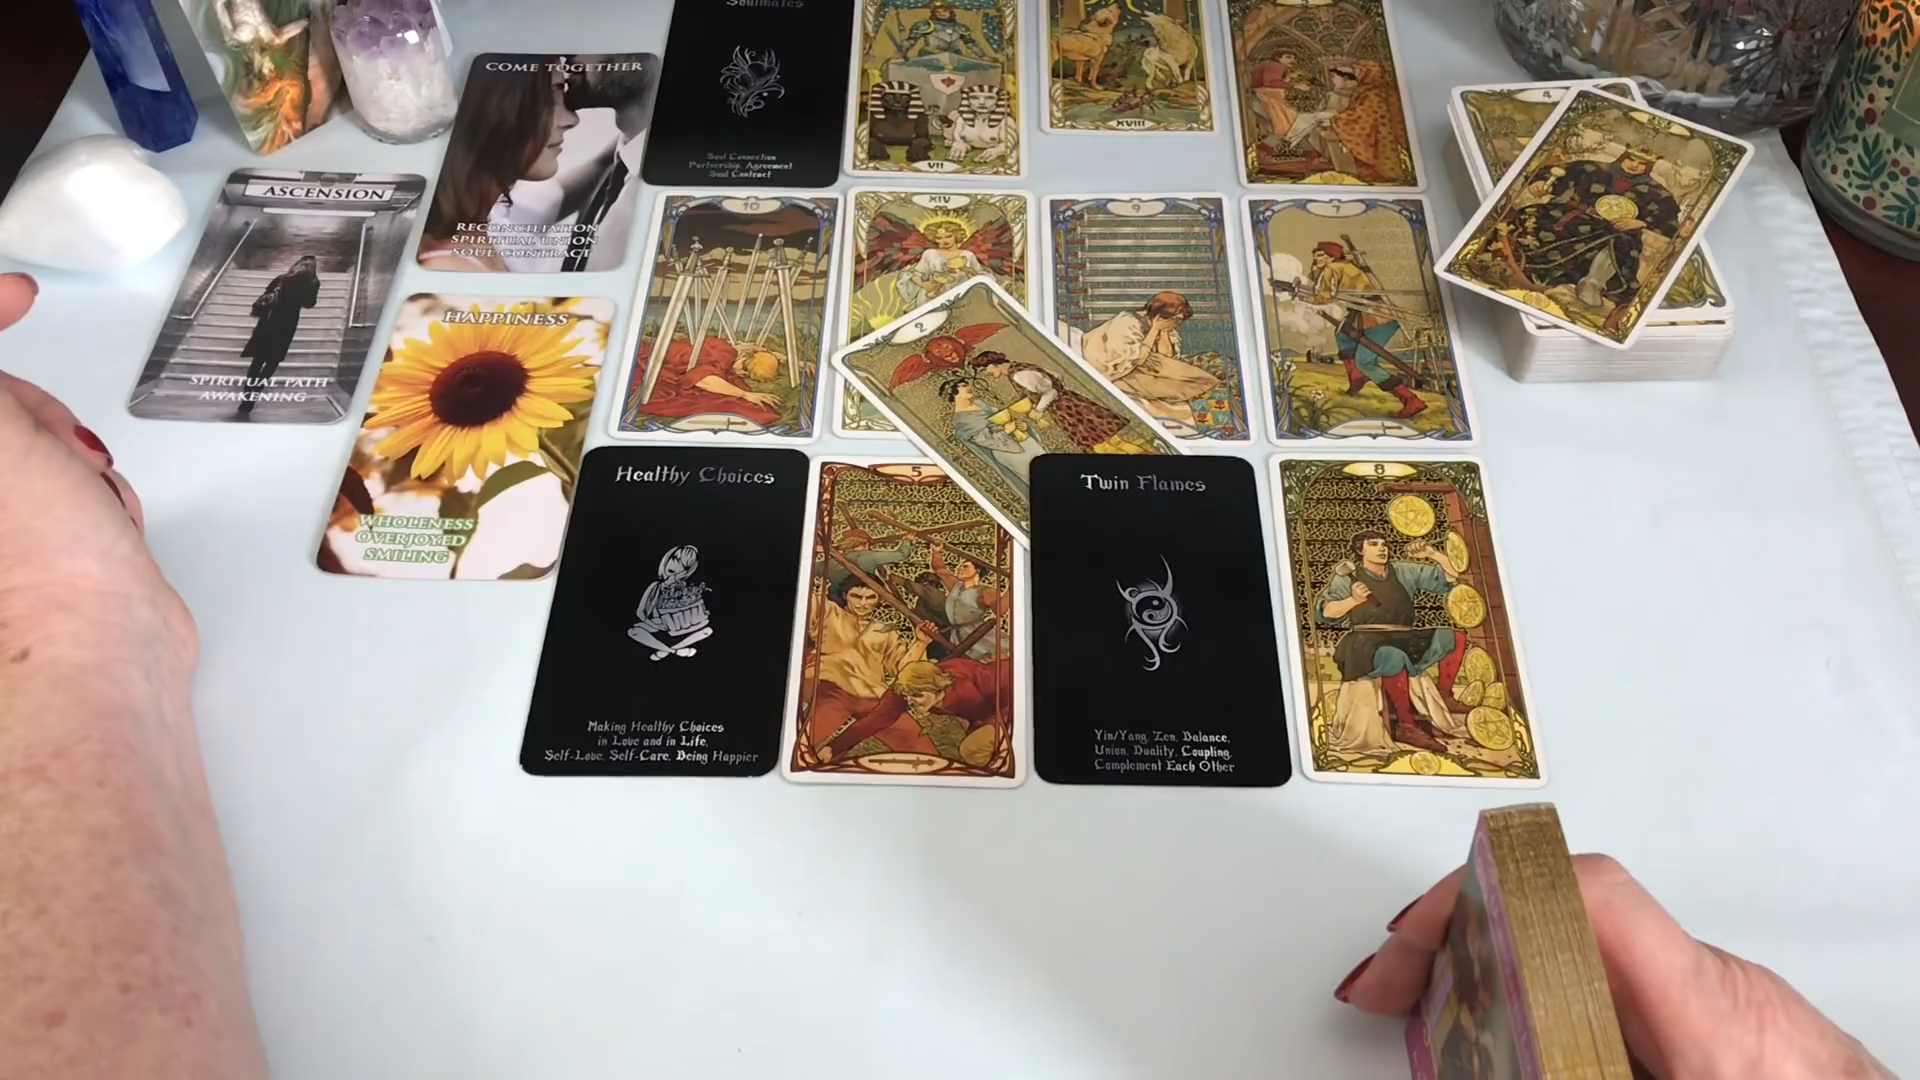 Soulmates
Soul Connection
Partnership, Agreement
Soul Contract
VII
XVIII
4
COME TOGETHER
RECONCILIATION
SPIRITUAL UNION
SOUL CONTRACT
ASCENSION
SPIRITUAL PATH
AWAKENING
10
XIV
9
7
2
HAPPINESS
WHOLENESS
OVERJOYED
SMILING
Healthy Choices
Making Healthy Choices
in Love and in Life,
Self-Love, Self-Care, Being Happier
5
Twin Flames
Yin/Yang, Zen, Balance,
Union, Duality, Coupling,
Complement Each Other
8